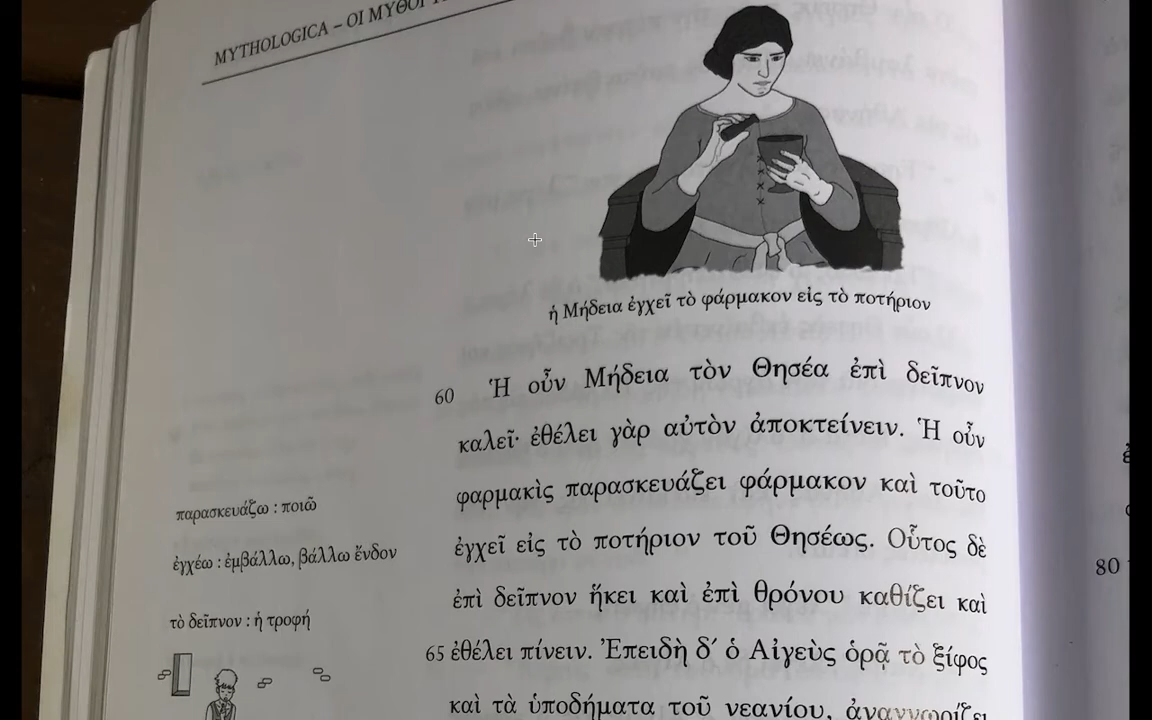 MYTHOLOGICA – ΟΙ ΜΥΘΟΙ
ἡ Μήδεια ἐγχεῖ τὸ φάρμακον εἰς τὸ ποτήριον
60 Ἡ οὖν Μήδεια τὸν Θησέα ἐπὶ δεῖπνον
καλεῖ· ἐθέλει γὰρ αὐτὸν ἀποκτείνειν. Ἡ οὖν
φαρμακὶς παρασκευάζει φάρμακον καὶ τοῦτο
ἐγχεῖ εἰς τὸ ποτήριον τοῦ Θησέως. Οὗτος δὲ
ἐπὶ δεῖπνον ἥκει καὶ ἐπὶ θρόνου καθίζει καὶ
65 ἐθέλει πίνειν. Ἐπειδὴ δ’ ὁ Αἰγεὺς ὁρᾷ τὸ ξίφος
καὶ τὰ ὑποδήματα τοῦ νεανίου, ἀναγνωρίζει
παρασκευάζω : ποιῶ
ἐγχέω : ἐμβάλλω, βάλλω ἔνδον
τὸ δεῖπνον : ἡ τροφή
80